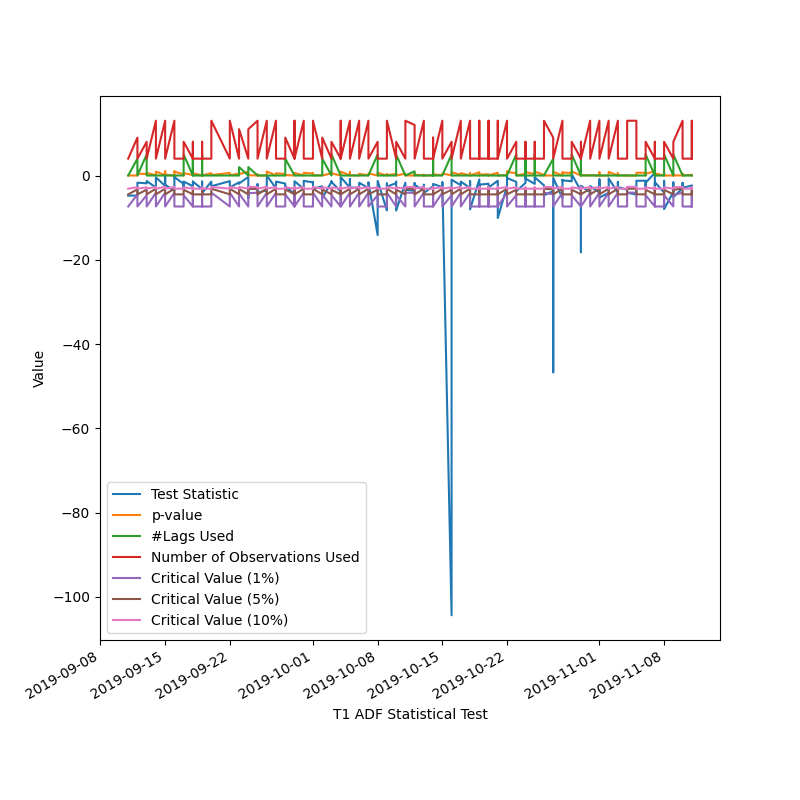 0
−20
−40
−60
−80
−100
Value
Test Statistic
p-value
#Lags Used
Number of Observations Used
Critical Value (1%)
Critical Value (5%)
Critical Value (10%)
2019-09-08
2019-09-15
2019-09-22
2019-10-01
2019-10-08
2019-10-15
2019-10-22
2019-11-01
2019-11-08
T1 ADF Statistical Test